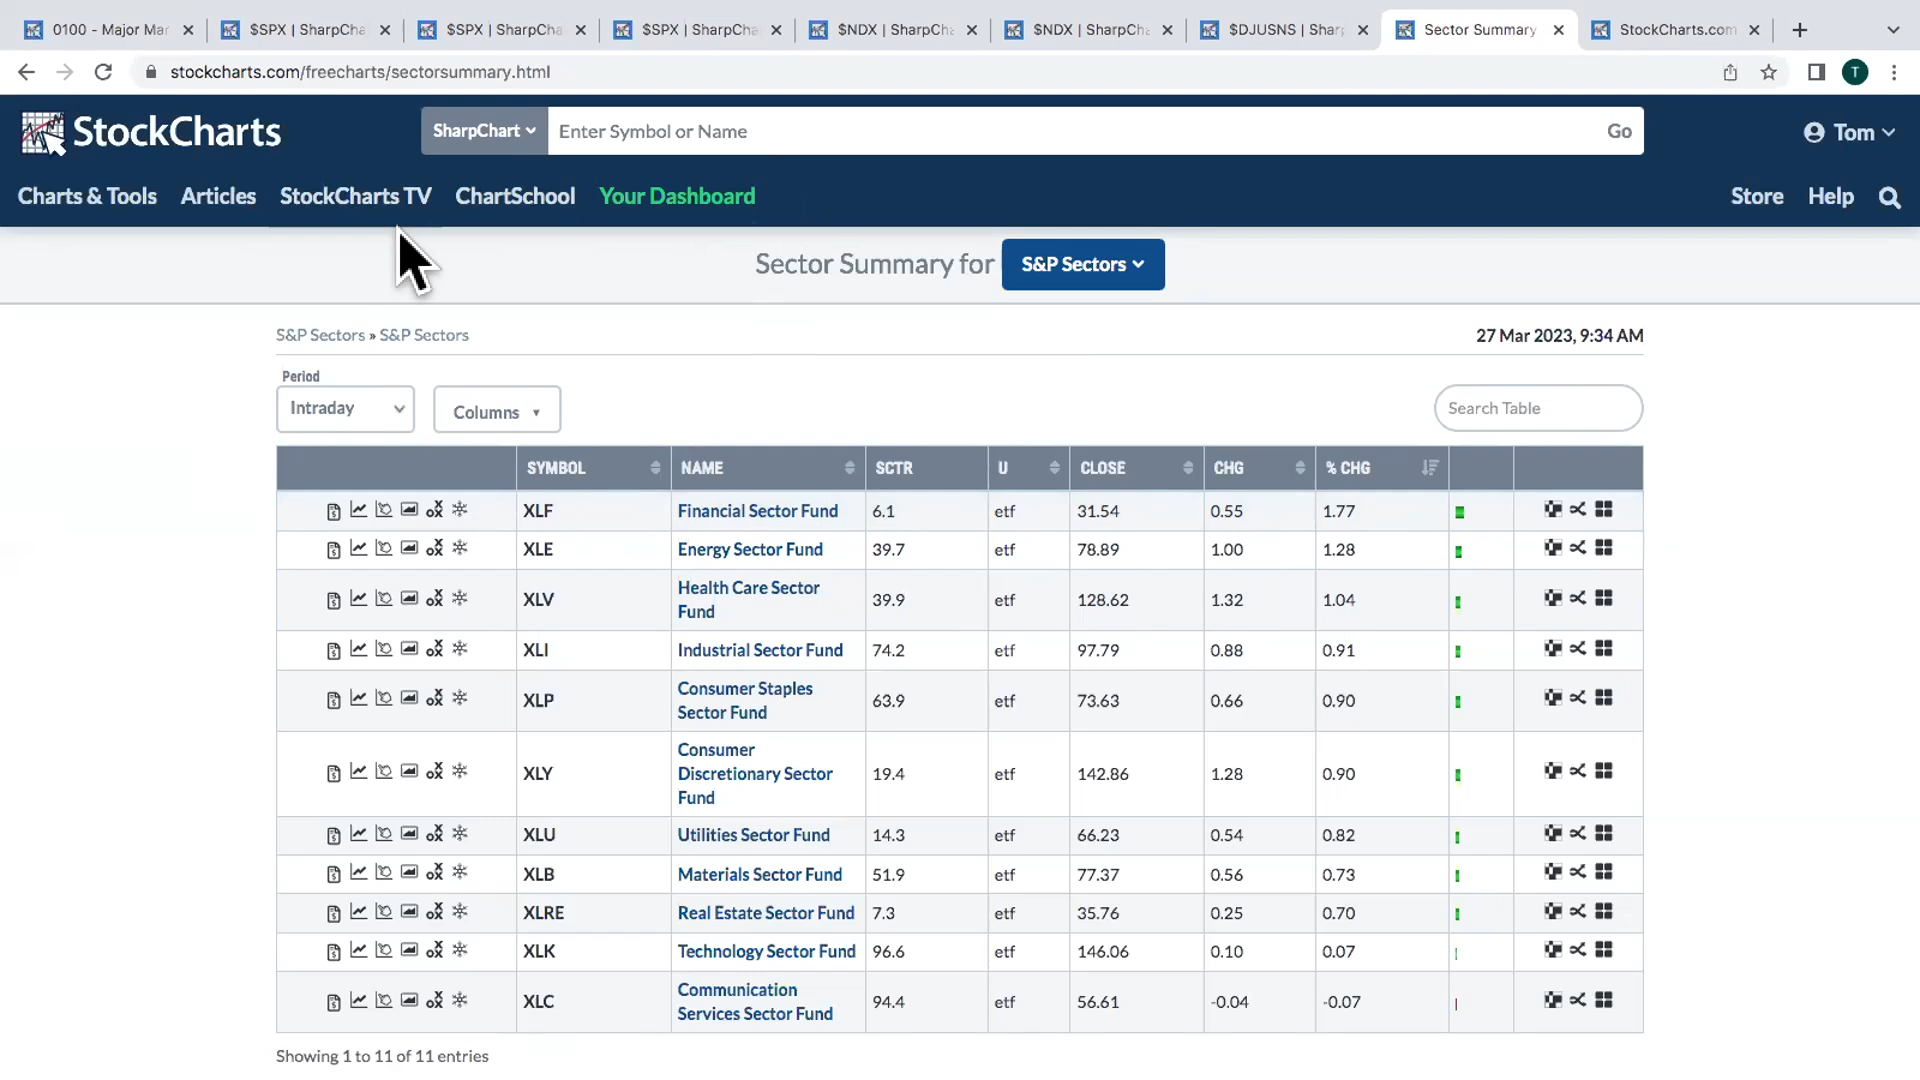 0100 - Major Mar $SPX | SharpCha $SPX | SharpCha $SPX | SharpCha $NDX | SharpCha $NDX | SharpCha $DJUSNS | Sharp Sector Summary StockCharts.com
stockcharts.com/freecharts/sectorsummary.html T
StockCharts SharpChart Enter Symbol or Name Go Tom
Charts & Tools Articles StockCharts TV ChartSchool Your Dashboard Store Help
Sector Summary for S&P Sectors
S&P Sectors » S&P Sectors 27 Mar 2023, 9:34 AM
Period
Intraday Columns Search Table
SYMBOL NAME SCTR U CLOSE CHG % CHG
XLF Financial Sector Fund 6.1 etf 31.54 0.55 1.77
XLE Energy Sector Fund 39.7 etf 78.89 1.00 1.28
XLV Health Care Sector Fund 39.9 etf 128.62 1.32 1.04
XLI Industrial Sector Fund 74.2 etf 97.79 0.88 0.91
XLP Consumer Staples Sector Fund 63.9 etf 73.63 0.66 0.90
XLY Consumer Discretionary Sector Fund 19.4 etf 142.86 1.28 0.90
XLU Utilities Sector Fund 14.3 etf 66.23 0.54 0.82
XLB Materials Sector Fund 51.9 etf 77.37 0.56 0.73
XLRE Real Estate Sector Fund 7.3 etf 35.76 0.25 0.70
XLK Technology Sector Fund 96.6 etf 146.06 0.10 0.07
XLC Communication Services Sector Fund 94.4 etf 56.61 -0.04 -0.07
Showing 1 to 11 of 11 entries